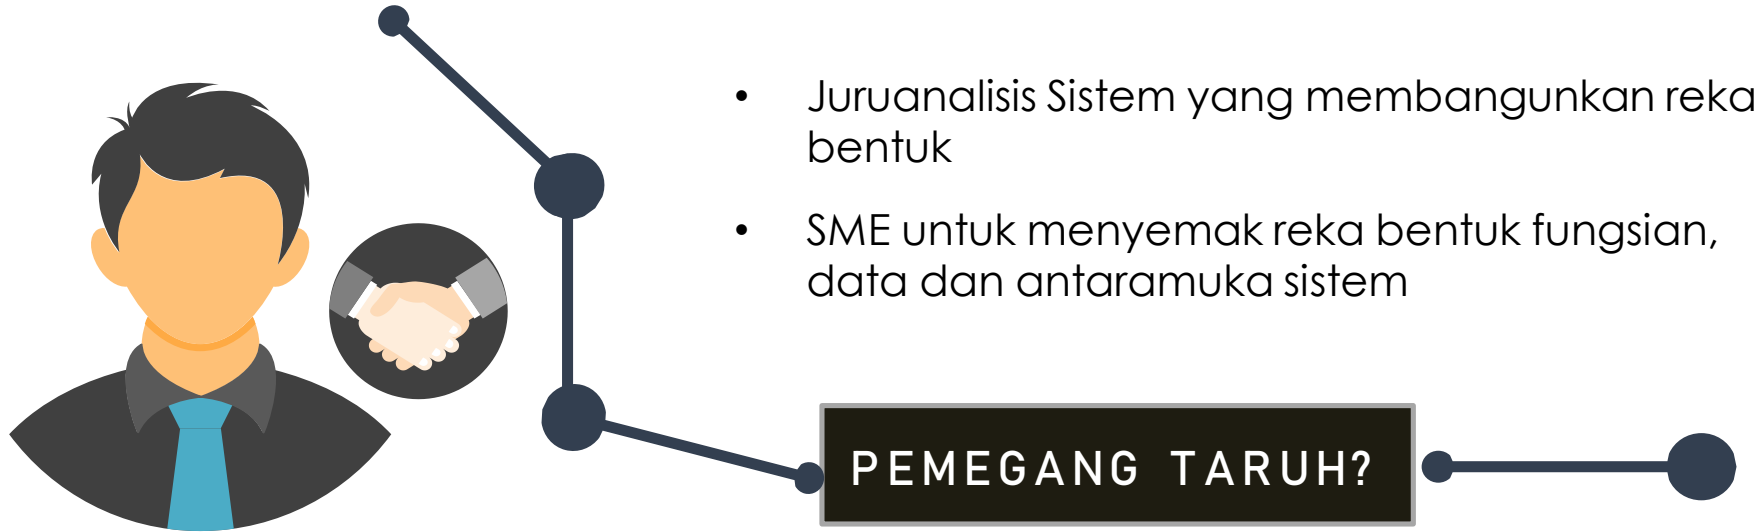 • Juruanalisis Sistem yang membangunkan reka
bentuk
• SME untuk menyemak reka bentuk fungsian,
data dan antaramuka sistem
PEMEGANG TARUH?